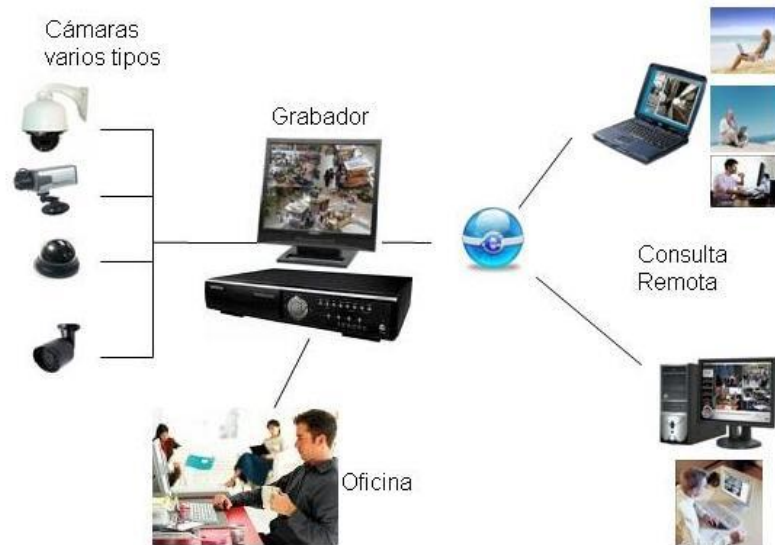 Cámaras
varios tipos
Grabador
Consulta
Remota
Oficina
e